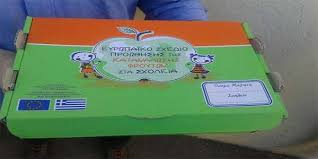 ΕΥΡΩΠΑΪΚΟ ΣΧΕΔΙΟ
ΠΡΟΩΘΗΣΗΣ ΤΗΣ
ΚΑΤΑΝΑΛΩΣΗΣ
ΦΡΟΥΤΩΝ
ΣΤΑ ΣΧΟΛΕΙΑ